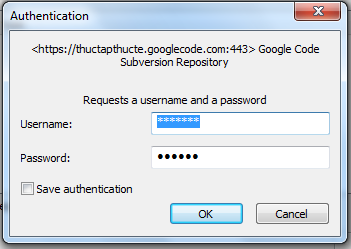 Authentication
<https://thuctapthucte.googlecode.com:443> Google Code
Subversion Repository
Requests a username and a password
Username: *******
Password: ••••••
Save authentication
OK Cancel